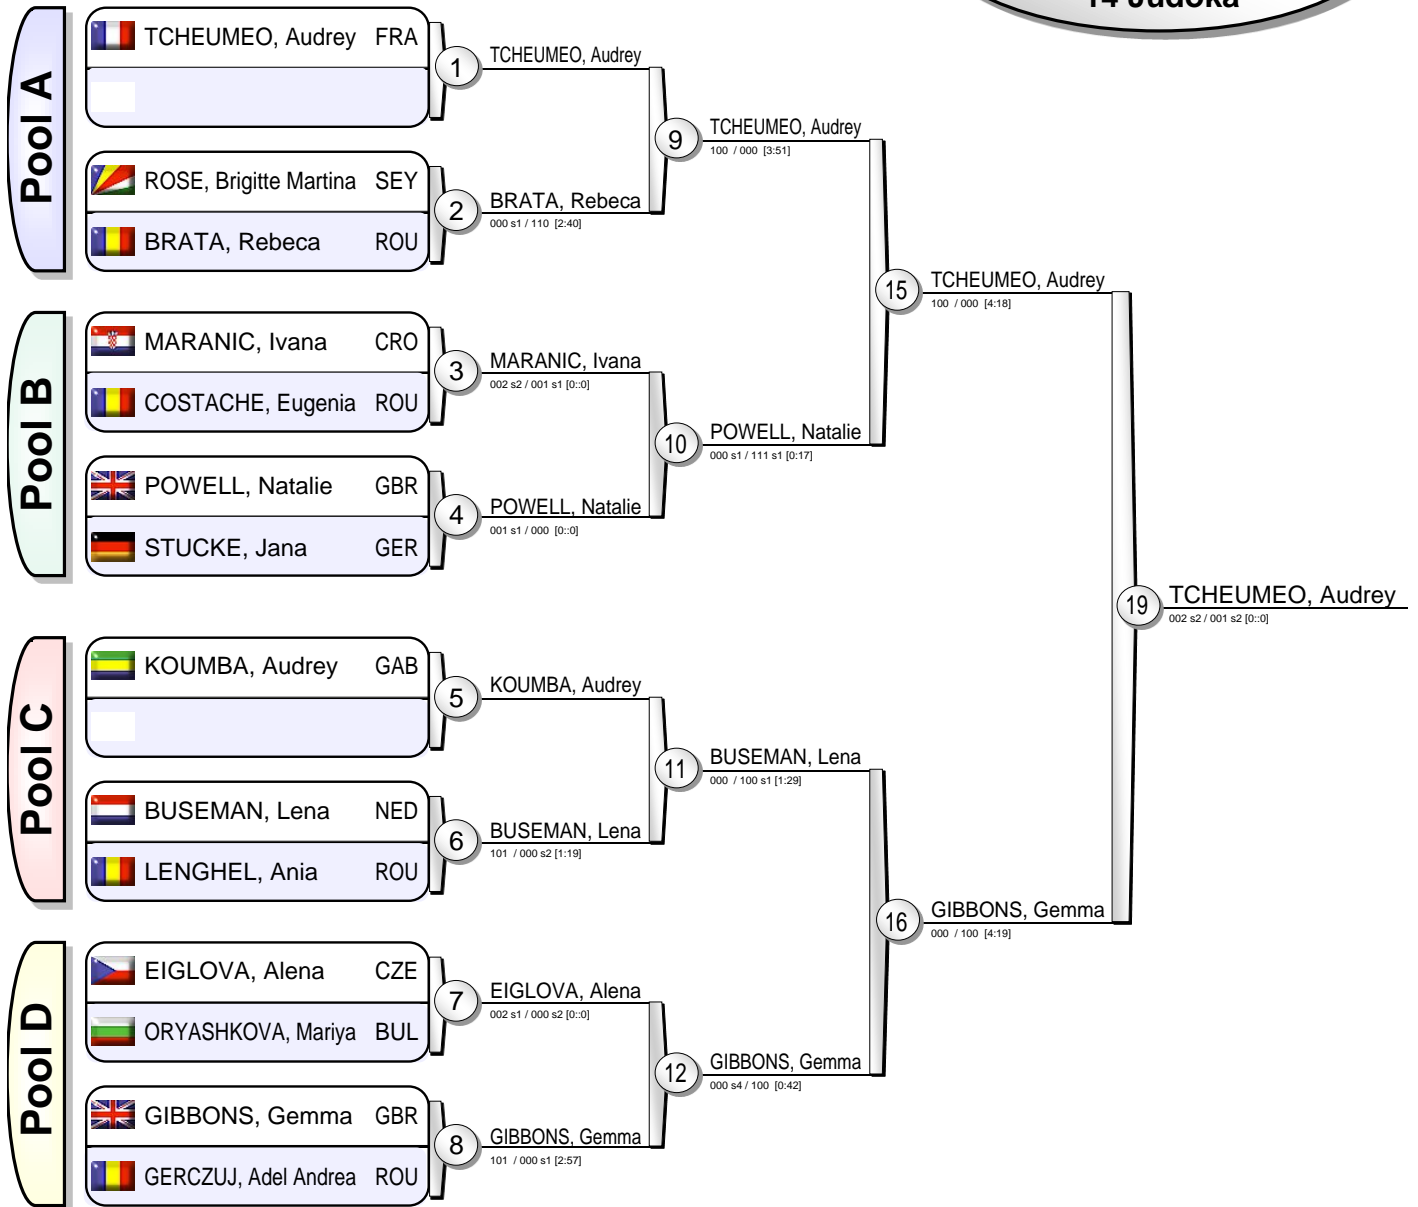 14 Judoka
Pool A
TCHEUMEO, Audrey FRA
1
TCHEUMEO, Audrey
ROSE, Brigitte Martina SEY
BRATA, Rebeca ROU
2
BRATA, Rebeca
000 s1 / 110 [2:40]
9
TCHEUMEO, Audrey
100 / 000 [3:51]
Pool B
MARANIC, Ivana CRO
COSTACHE, Eugenia ROU
3
MARANIC, Ivana
002 s2 / 001 s1 [0::0]
POWELL, Natalie GBR
STUCKE, Jana GER
4
POWELL, Natalie
001 s1 / 000 [0::0]
10
POWELL, Natalie
000 s1 / 111 s1 [0:17]
15
TCHEUMEO, Audrey
100 / 000 [4:18]
Pool C
KOUMBA, Audrey GAB
5
KOUMBA, Audrey
BUSEMAN, Lena NED
LENGHEL, Ania ROU
6
BUSEMAN, Lena
101 / 000 s2 [1:19]
11
BUSEMAN, Lena
000 / 100 s1 [1:29]
Pool D
EIGLOVA, Alena CZE
ORYASHKOVA, Mariya BUL
7
EIGLOVA, Alena
002 s1 / 000 s2 [0::0]
GIBBONS, Gemma GBR
GERCZUJ, Adel Andrea ROU
8
GIBBONS, Gemma
101 / 000 s1 [2:57]
12
GIBBONS, Gemma
000 s4 / 100 [0:42]
16
GIBBONS, Gemma
000 / 100 [4:19]
19
TCHEUMEO, Audrey
002 s2 / 001 s2 [0::0]